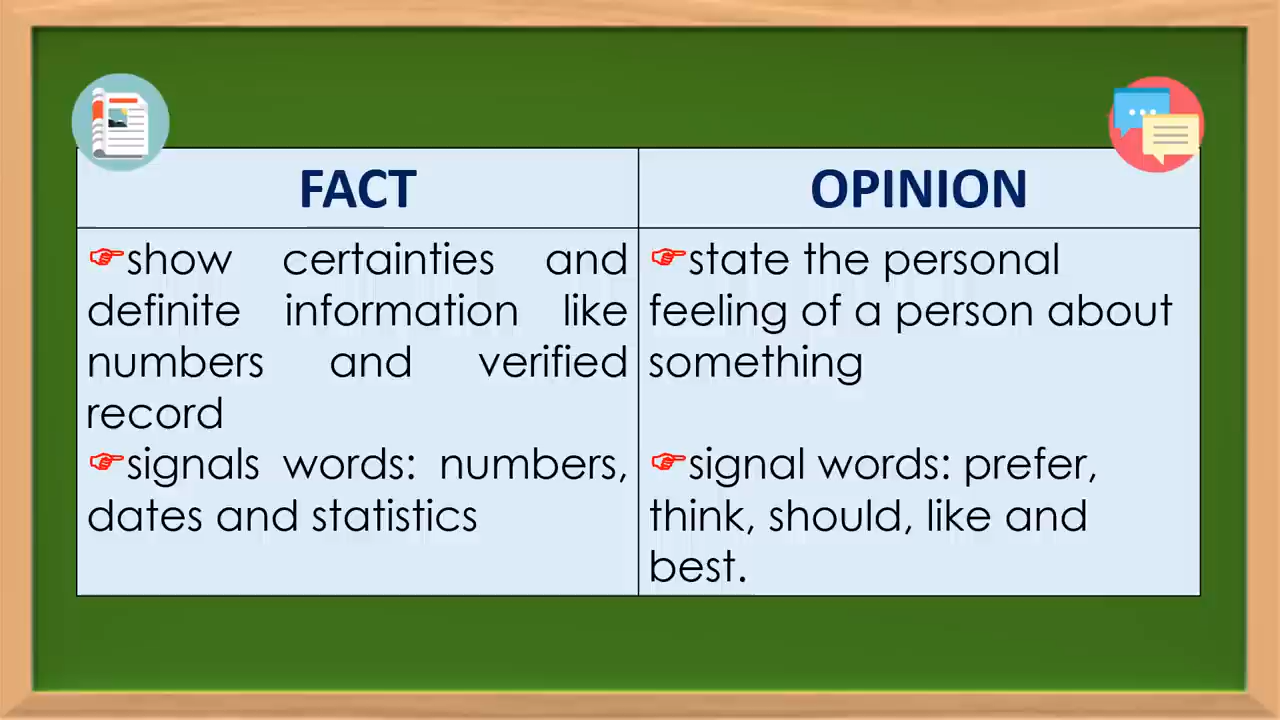 FACT
OPINION
☞show certainties and
definite information like
numbers and verified
record
☞signals words: numbers,
dates and statistics
☞state the personal
feeling of a person about
something
☞signal words: prefer,
think, should, like and
best.